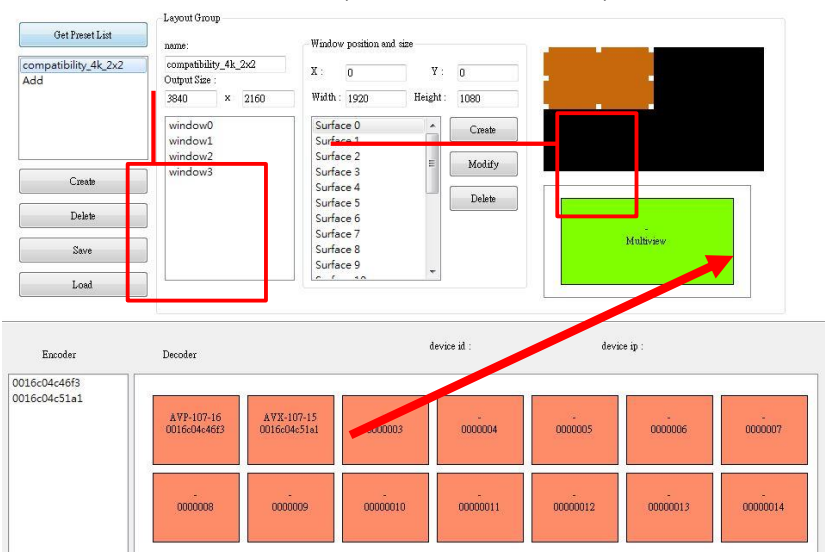 Layout Group
Get Preset List
compatibility_4k_2x2
Add
Create
Delete
Save
Load
name:
compatibility_4k_2x2
Output Size :
3840 x 2160
window0
window1
window2
window3
Window position and size
X : 0 Y : 0
Width : 1920 Height : 1080
Surface 0
Surface 1
Surface 2
Surface 3
Surface 4
Surface 5
Surface 6
Surface 7
Surface 8
Surface 9
Create
Modify
Delete
-
Multiview
Encoder
Decoder
device id :
device ip :
0016c04c46f3
0016c04c51a1
AVP-107-16
0016c04c46f3
AVX-107-15
0016c04c51a1
-
0000003
-
0000004
-
0000005
-
0000006
-
0000007
-
0000008
-
0000009
-
00000010
-
00000011
-
00000012
-
00000013
-
00000014